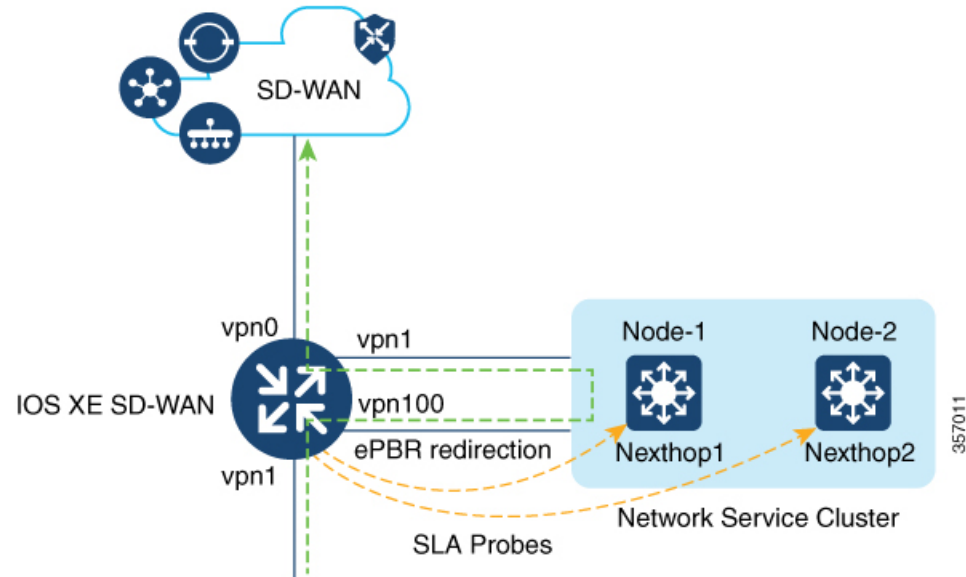 SD-WAN
vpn0
vpn1
Node-1
Node-2
IOS XE SD-WAN
vpn100
ePBR redirection
Nexthop1
Nexthop2
vpn1
Network Service Cluster
SLA Probes
357011